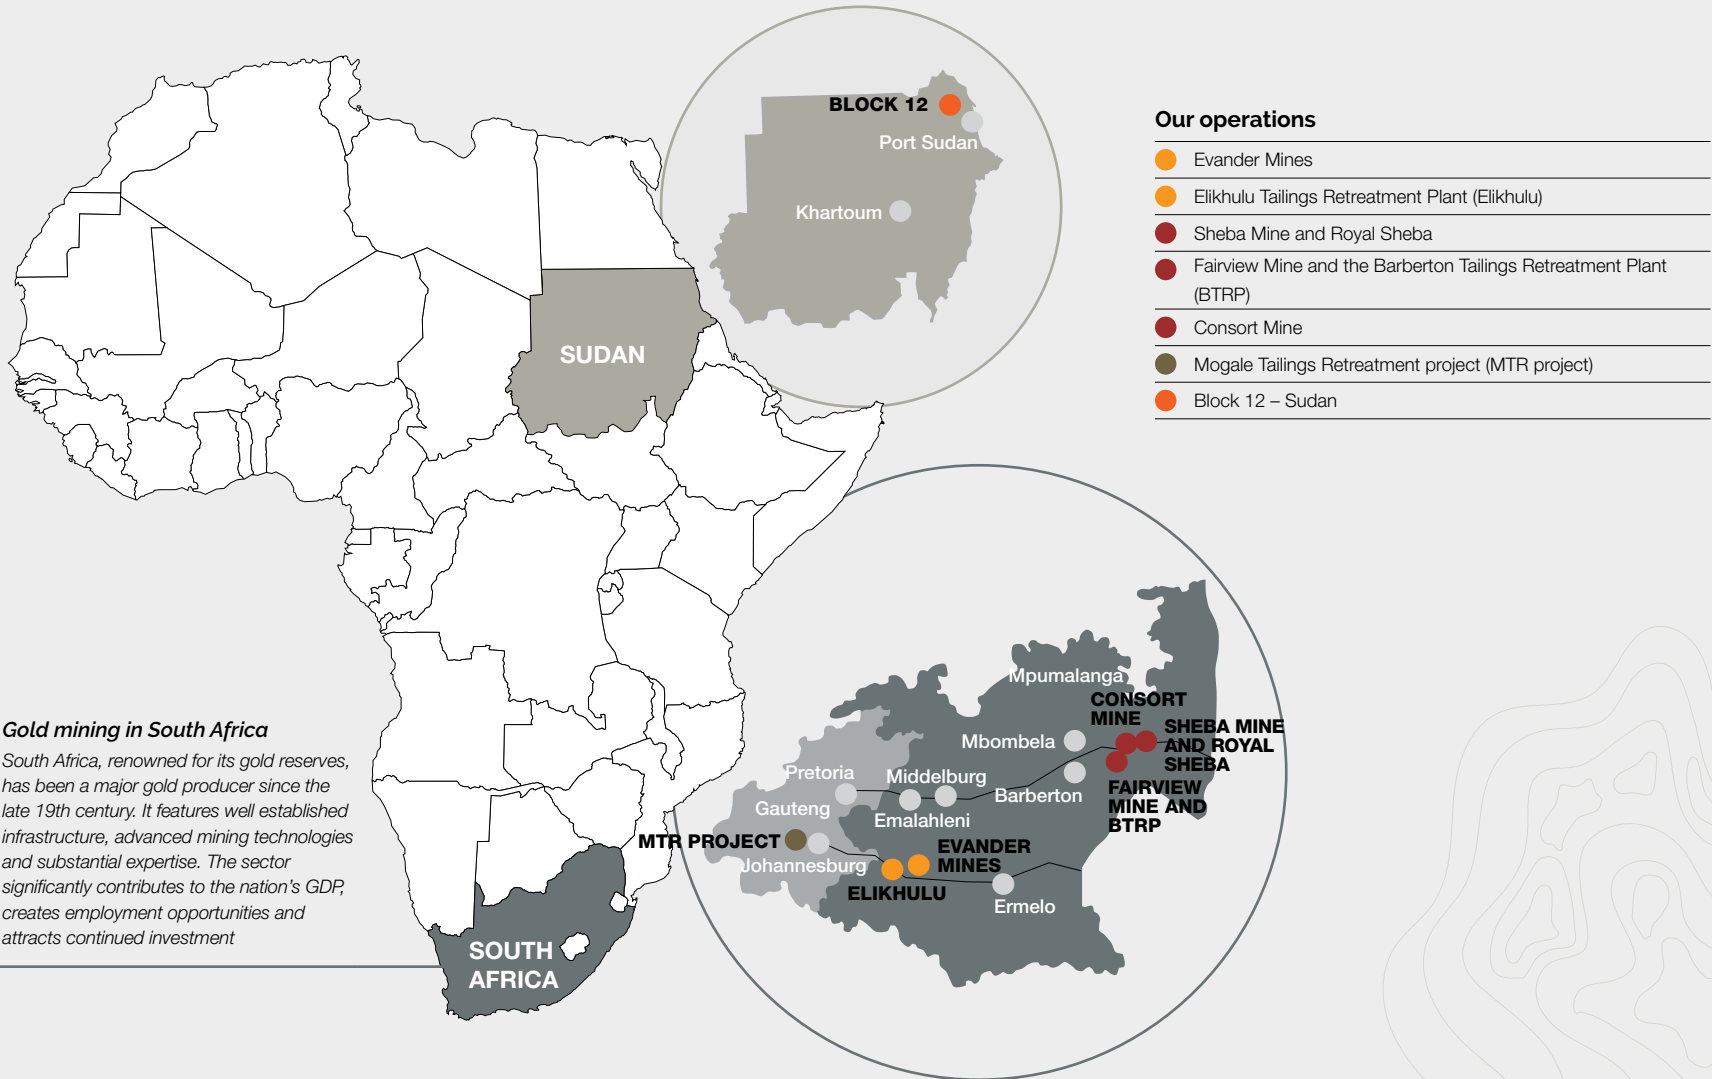 BLOCK 12
Port Sudan
Khartoum
SUDAN
Our operations
Evander Mines
Elikhulu Tailings Retreatment Plant (Elikhulu)
Sheba Mine and Royal Sheba
Fairview Mine and the Barberton Tailings Retreatment Plant
(BTRP)
Consort Mine
Mogale Tailings Retreatment project (MTR project)
Block 12 – Sudan
Gold mining in South Africa
South Africa, renowned for its gold reserves,
has been a major gold producer since the
late 19th century. It features well established
infrastructure, advanced mining technologies
and substantial expertise. The sector
significantly contributes to the nation's GDP,
creates employment opportunities and
attracts continued investment
SOUTH
AFRICA
Mpumalanga
CONSORT
MINE
SHEBA MINE
AND ROYAL
SHEBA
Mbombela
Pretoria
Middelburg
Barberton
FAIRVIEW
MINE AND
BTRP
Gauteng
Emalahleni
MTR PROJECT
Johannesburg
EVANDER
MINES
ELIKHULU
Ermelo